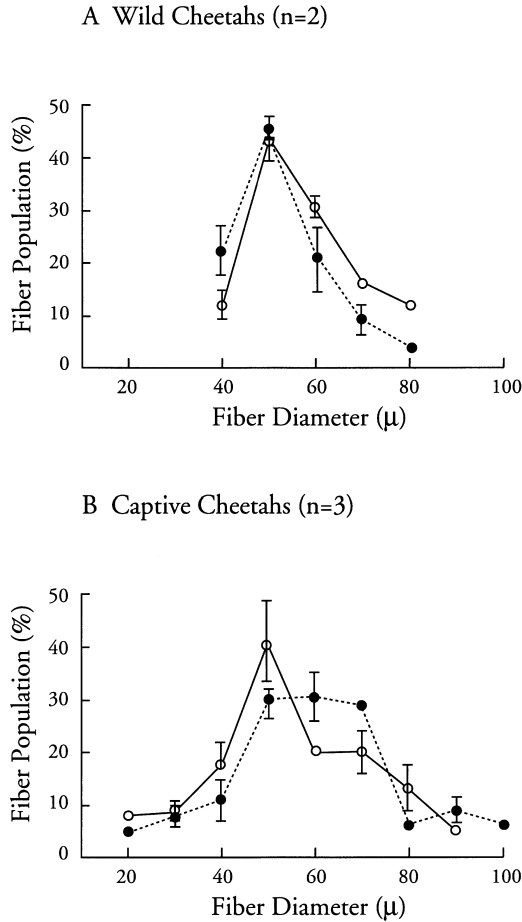 A Wild Cheetahs (n=2)
50
40
30
20
10
0
Fiber Population (%)
20 40 60 80 100
Fiber Diameter (μ)
B Captive Cheetahs (n=3)
50
40
30
20
10
0
Fiber Population (%)
20 40 60 80 100
Fiber Diameter (μ)